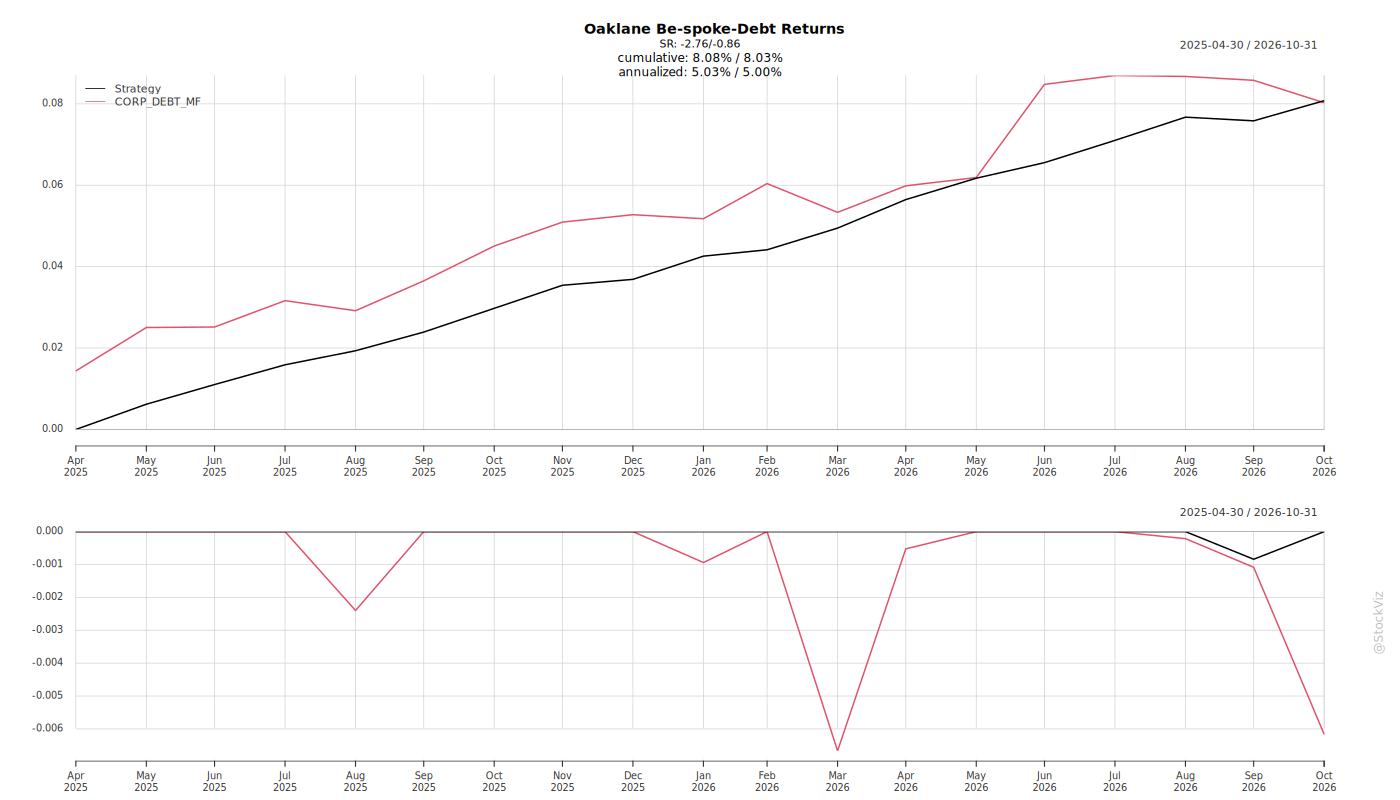 Oaklane Be-spoke-Debt Returns
SR: -2.76/-0.86
cumulative: 8.08% / 8.03%
annualized: 5.03% / 5.00%
2025-04-30 / 2026-10-31
Strategy
CORP_DEBT_MF
0.08
0.06
0.04
0.02
0.00
Apr May Jun Jul Aug Sep Oct Nov Dec Jan Feb Mar Apr May Jun Jul Aug Sep Oct
2025 2025 2025 2025 2025 2025 2025 2025 2025 2026 2026 2026 2026 2026 2026 2026 2026 2026 2026
2025-04-30 / 2026-10-31
0.000
-0.001
-0.002
-0.003
-0.004
-0.005
-0.006
Apr May Jun Jul Aug Sep Oct Nov Dec Jan Feb Mar Apr May Jun Jul Aug Sep Oct
2025 2025 2025 2025 2025 2025 2025 2025 2025 2026 2026 2026 2026 2026 2026 2026 2026 2026 2026
@StockViz